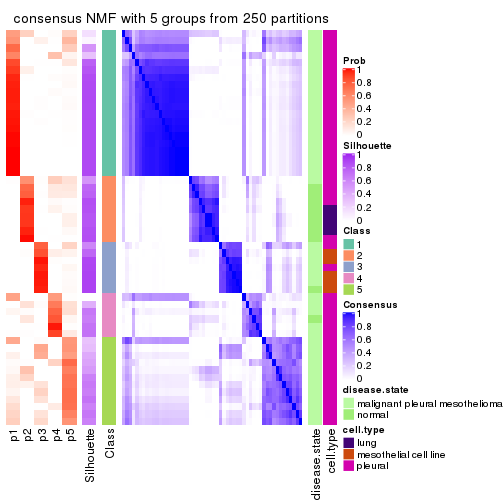 consensus NMF with 5 groups from 250 partitions
Prob
1
0.8
0.6
0.4
0.2
0
Silhouette
1
0.8
0.6
0.4
0.2
0
Class
1
2
3
4
5
Consensus
1
0.8
0.6
0.4
0.2
0
disease.state
malignant pleural mesothelioma
normal
cell.type
lung
mesothelial cell line
pleural
p1
p2
p3
p4
p5
Silhouette
Class
disease.state
cell.type